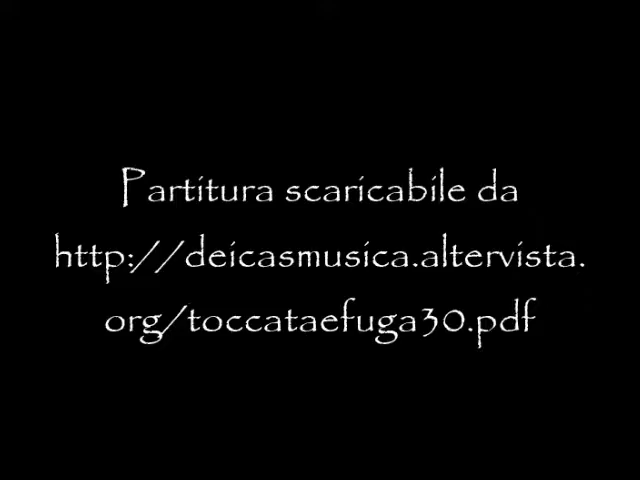 Partitura scaricabile da
http://deicasmusica.altervista.
org/toccataefuga30.pdf